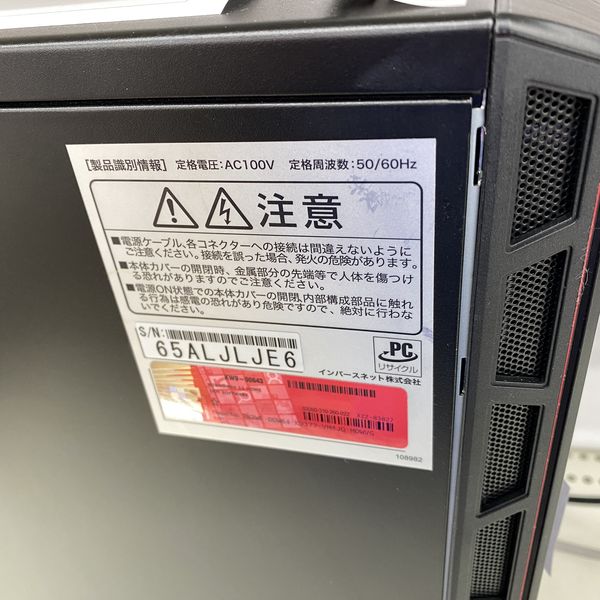 [製品識別情報] 定格電圧:AC100V 定格周波数:50/60Hz
注意
■電源ケーブル、各コネクターへの接続は間違えないように
ご注意ください。接続を誤った場合、発火の危険があります。
■本体カバーの開閉時、金属部分の先端等で人体を傷つけ
る恐れがありますのでご注意ください。
■電源ON状態での本体カバーの開閉、内部構成部品に触れ
る行為は感電の恐れがあり危険ですので、絶対に行わな
いでください。
S/N:
65ALJLJE6
PC
リサイクル
インバースネット株式会社
108982